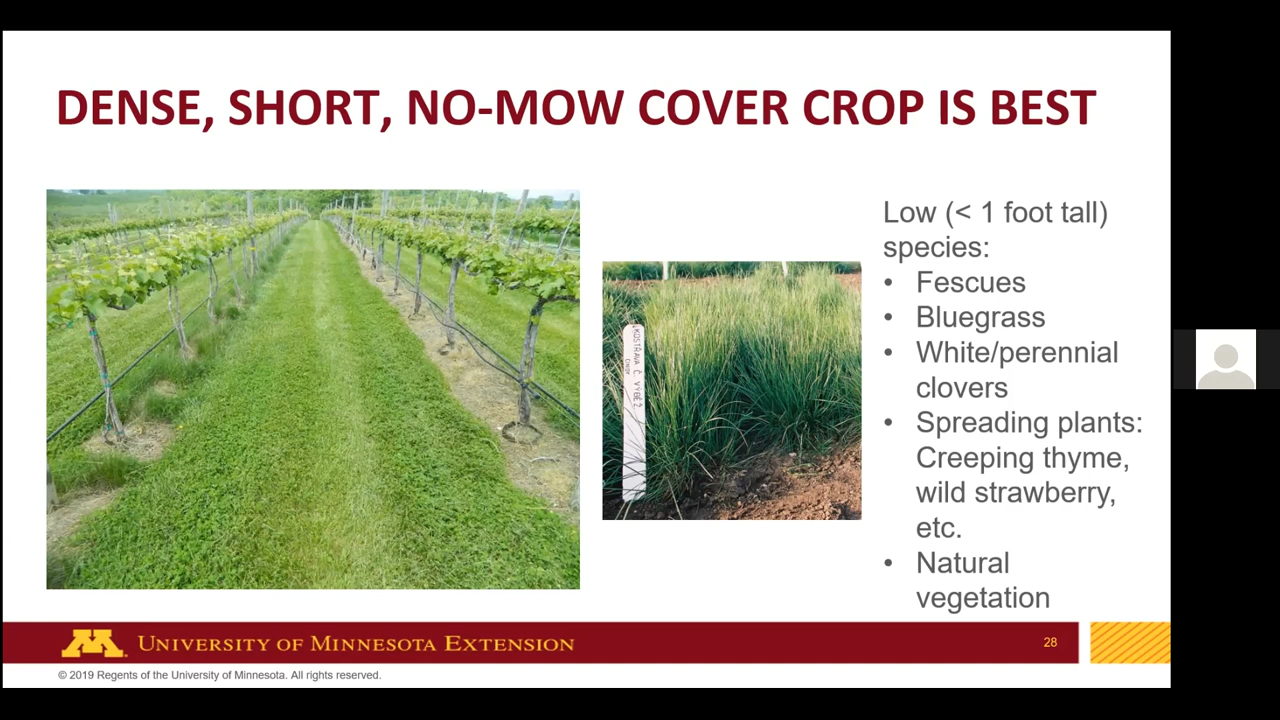 DENSE, SHORT, NO-MOW COVER CROP IS BEST
KOSTŘAVA Č. VÝBĚŽ.
Low (< 1 foot tall)
species:
• Fescues
• Bluegrass
• White/perennial
clovers
• Spreading plants:
Creeping thyme,
wild strawberry,
etc.
• Natural
vegetation
M
UNIVERSITY OF MINNESOTA EXTENSION
28
© 2019 Regents of the University of Minnesota. All rights reserved.